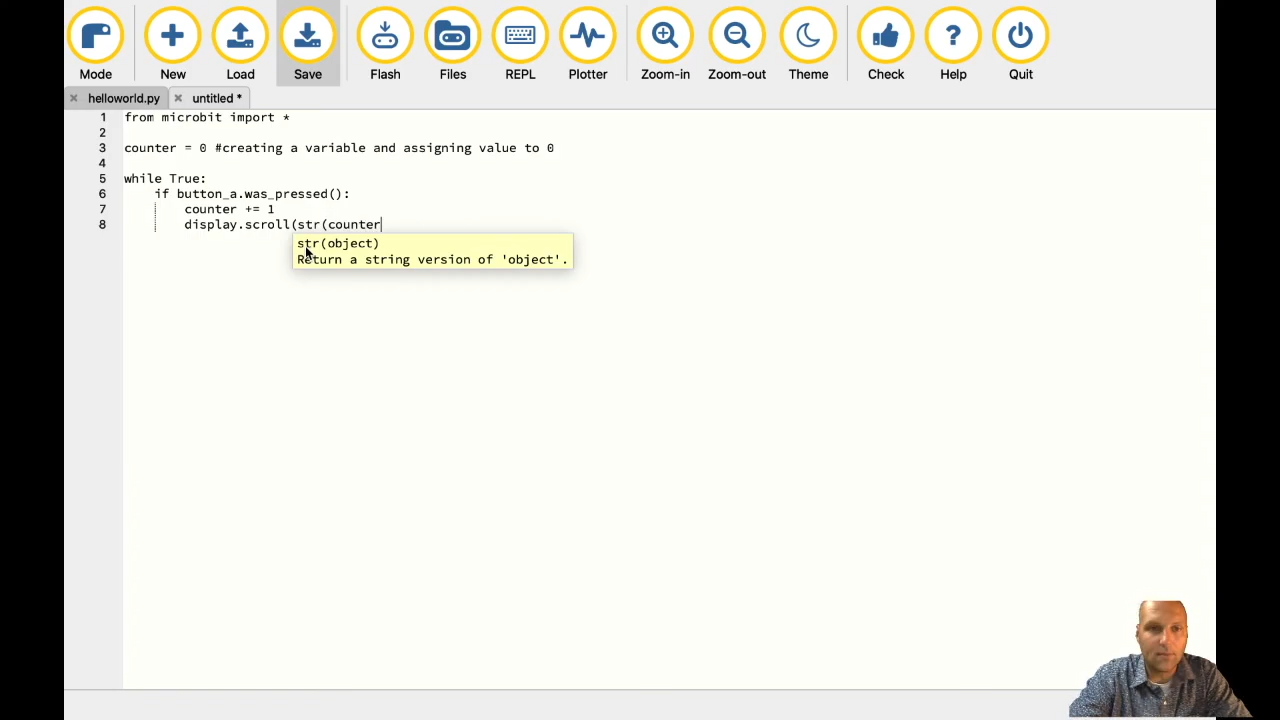 Mode New Load Save Flash Files REPL Plotter Zoom-in Zoom-out Theme Check Help Quit
helloworld.py untitled *
1 from microbit import *
2
3 counter = 0 #creating a variable and assigning value to 0
4
5 while True:
6 if button_a.was_pressed():
7 counter += 1
8 display.scroll(str(counter
str(object)
Return a string version of 'object'.